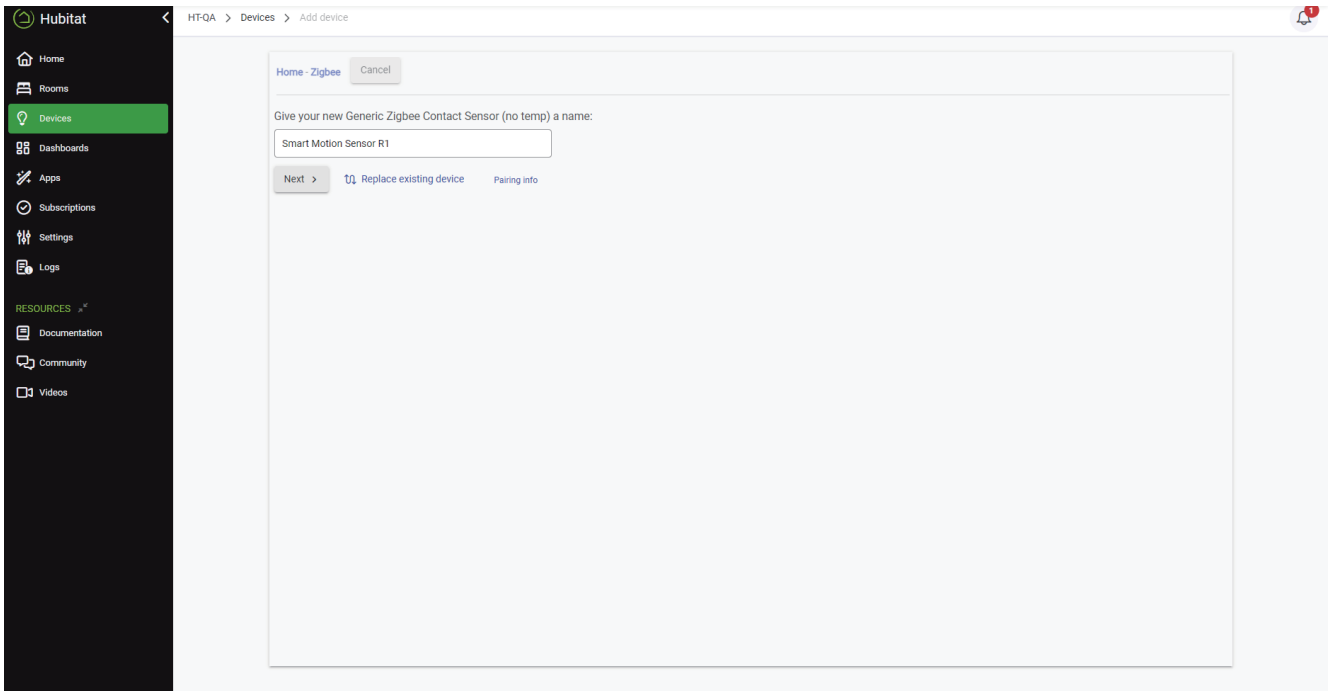 Hubitat
HT-QA > Devices > Add device
1
Home
Rooms
Devices
Dashboards
Apps
Subscriptions
Settings
Logs
RESOURCES
Documentation
Community
Videos
Home - Zigbee
Cancel
Give your new Generic Zigbee Contact Sensor (no temp) a name:
Smart Motion Sensor R1
Next >
Replace existing device
Pairing info